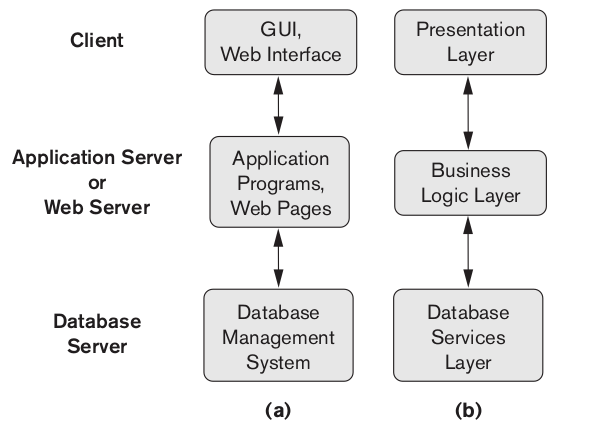 Client
GUI,
Web Interface
Presentation
Layer
Application Server
or
Web Server
Application
Programs,
Web Pages
Business
Logic Layer
Database
Server
Database
Management
System
Database
Services
Layer
(a)
(b)